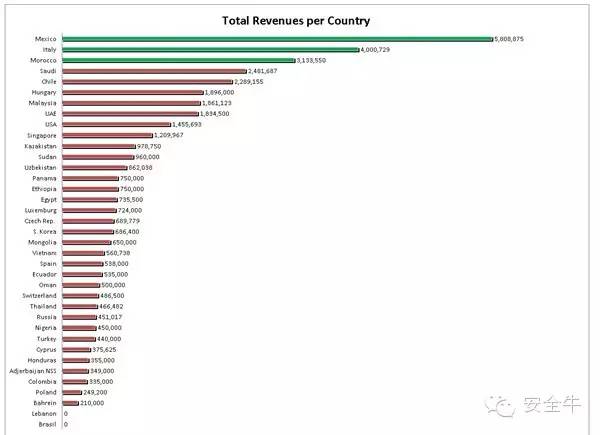 Total Revenues per Country
Mexico 5,808,875
Italy 4,000,729
Morocco 3,133,550
Saudi 2,481,687
Chile 2,289,155
Hungary 1,896,000
Malaysia 1,861,123
UAE 1,834,500
USA 1,455,693
Singapore 1,209,967
Kazakistan 978,750
Sudan 960,000
Uzbekistan 862,038
Panama 750,000
Ethiopia 750,000
Egypt 735,500
Luxemburg 724,000
Czech Rep. 689,779
S. Korea 686,400
Mongolia 650,000
Vietnam 560,738
Spain 538,000
Ecuador 535,000
Oman 500,000
Switzerland 486,500
Thailand 466,482
Russia 451,017
Nigeria 450,000
Turkey 440,000
Cyprus 375,625
Honduras 355,000
Adjerbaijan NSS 349,000
Colombia 335,000
Poland 249,200
Bahrein 210,000
Lebanon 0
Brasil 0
安全牛